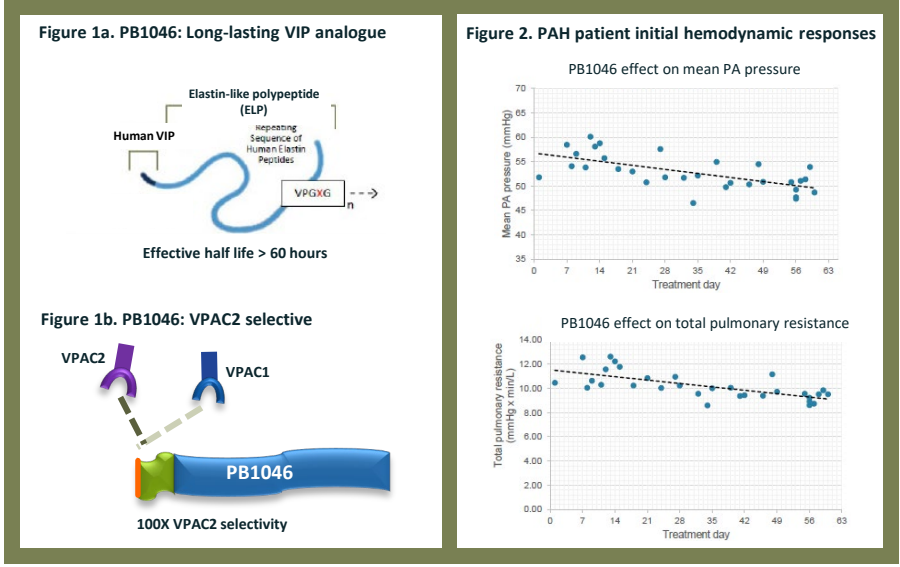 Figure 1a. PB1046: Long-lasting VIP analogue
Elastin-like polypeptide
(ELP)
Human VIP
Repeating
Sequence of
Human Elastin
Peptides
VPGXG
n
Effective half life > 60 hours
Figure 1b. PB1046: VPAC2 selective
VPAC2
VPAC1
PB1046
100X VPAC2 selectivity
Figure 2. PAH patient initial hemodynamic responses
PB1046 effect on mean PA pressure
Mean PA pressure (mmHg)
70
65
60
55
50
45
40
35
0 7 14 21 28 35 42 49 56 63
Treatment day
PB1046 effect on total pulmonary resistance
Total pulmonary resistance
(mmHg x min/L)
14.00
12.00
10.00
8.00
6.00
4.00
2.00
0.00
0 7 14 21 28 35 42 49 56 63
Treatment day